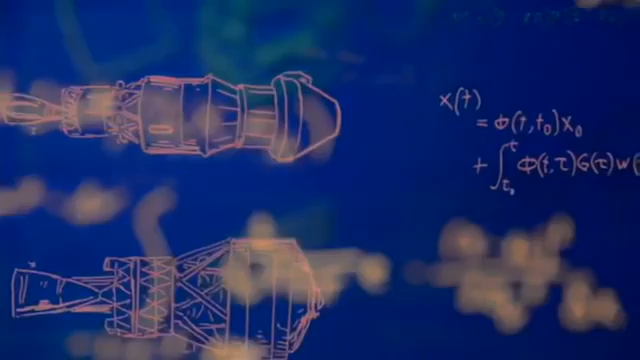 x(t)
= Φ(t,t₀)x₀
+ ∫ₜ₀ᵗ Φ(t,τ)G(τ)w(